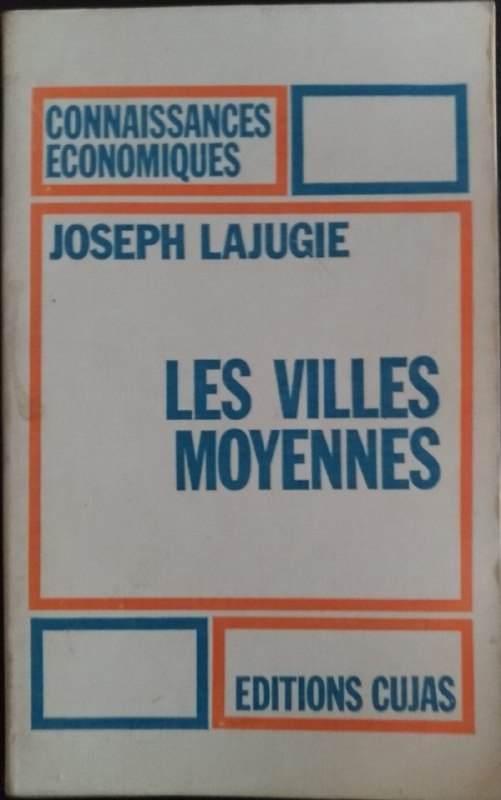 CONNAISSANCES
ECONOMIQUES
JOSEPH LAJUGIE
LES VILLES
MOYENNES
EDITIONS CUJAS